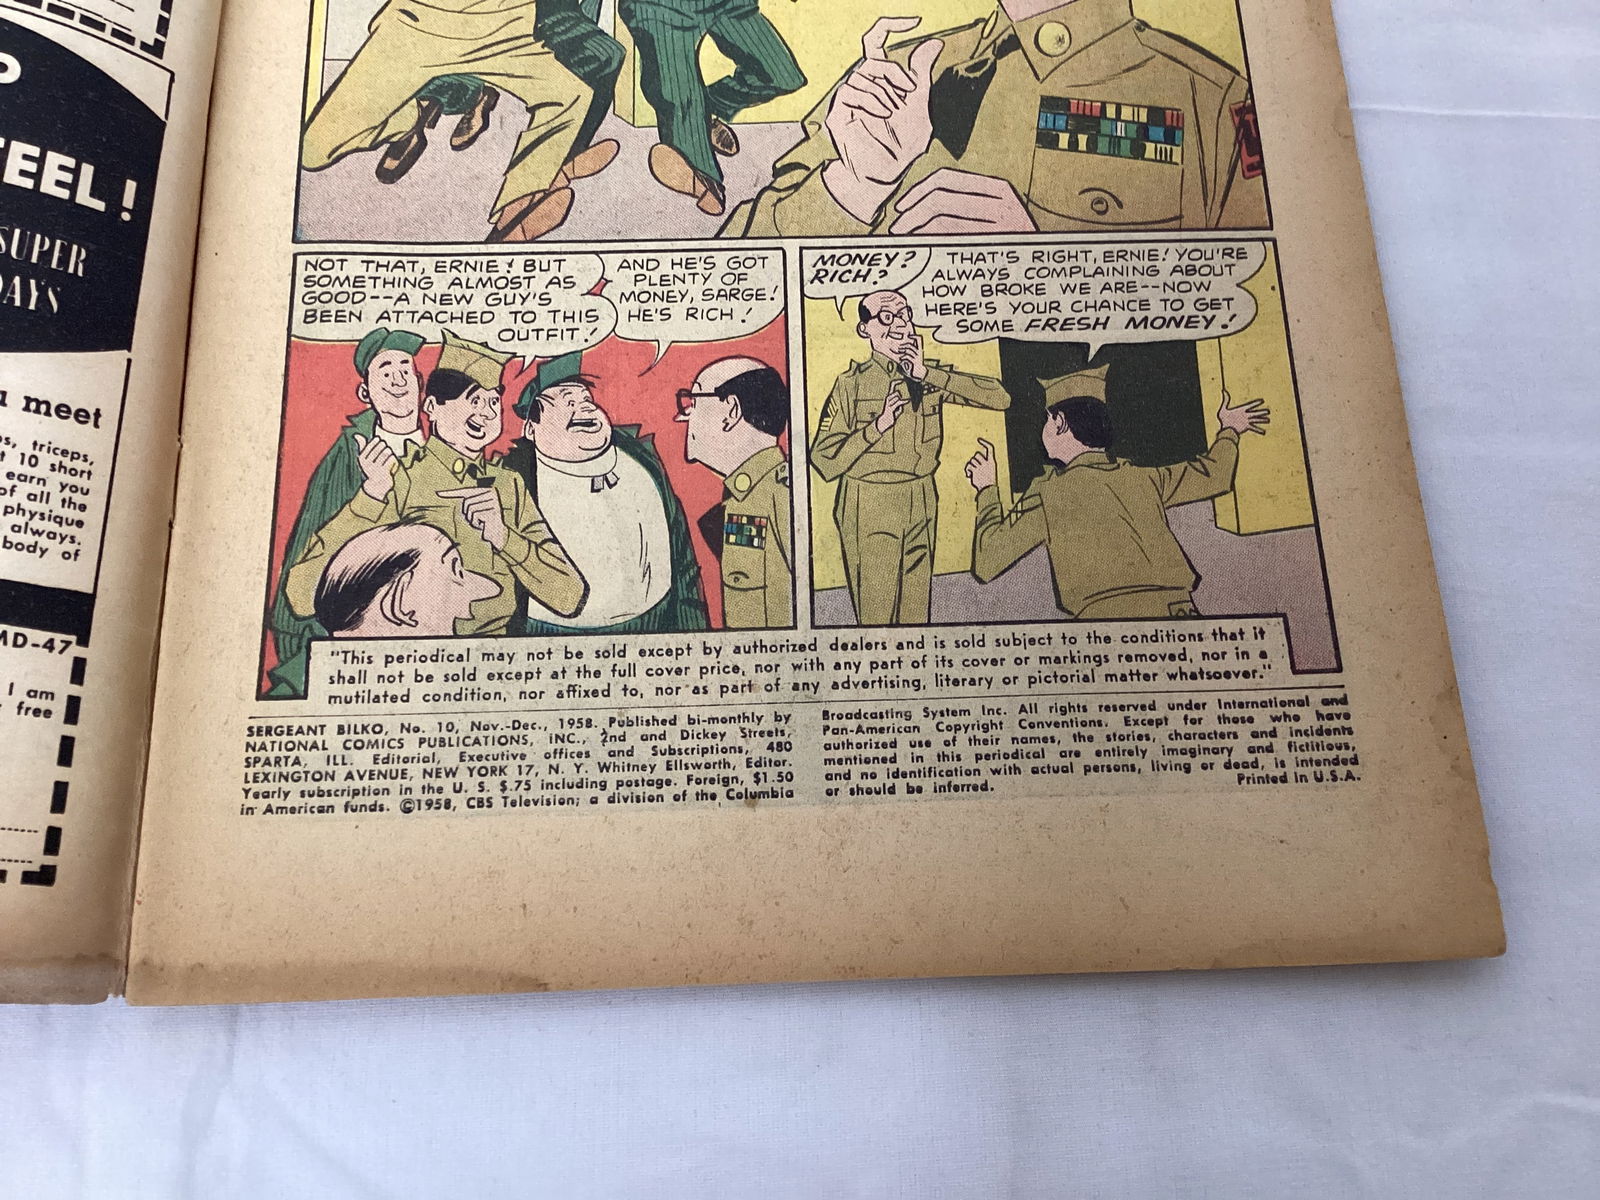 TEEL!
SUPER
DAYS
meet
triceps,
10 short
earn you
of all the
physique
always.
body of
MD-47
I am
free
NOT THAT, ERNIE! BUT
SOMETHING ALMOST AS
GOOD--A NEW GUY'S
BEEN ATTACHED TO THIS
OUTFIT!
AND HE'S GOT
PLENTY OF
MONEY, SARGE!
HE'S RICH!
MONEY?
RICH?
THAT'S RIGHT, ERNIE! YOU'RE
ALWAYS COMPLAINING ABOUT
HOW BROKE WE ARE--NOW
HERE'S YOUR CHANCE TO GET
SOME FRESH MONEY!
"This periodical may not be sold except by authorized dealers and is sold subject to the conditions that it
shall not be sold except at the full cover price, nor with any part of its cover or markings removed, nor in a
mutilated condition, nor affixed to, nor as part of any advertising, literary or pictorial matter whatsoever."
SERGEANT BILKO, No. 10, Nov.-Dec., 1958. Published bi-monthly by
NATIONAL COMICS PUBLICATIONS, INC., 2nd and Dickey Streets,
SPARTA, ILL. Editorial, Executive offices and Subscriptions, 480
LEXINGTON AVENUE, NEW YORK 17, N. Y. Whitney Ellsworth, Editor.
Yearly subscription in the U. S. $.75 including postage. Foreign, $1.50
in American funds. ©1958, CBS Television; a division of the Columbia
Broadcasting System Inc. All rights reserved under International and
Pan-American Copyright Conventions. Except for those who have
authorized use of their names, the stories, characters and incidents
mentioned in this periodical are entirely imaginary and fictitious,
and no identification with actual persons, living or dead, is intended
or should be inferred.
Printed in U.S.A.